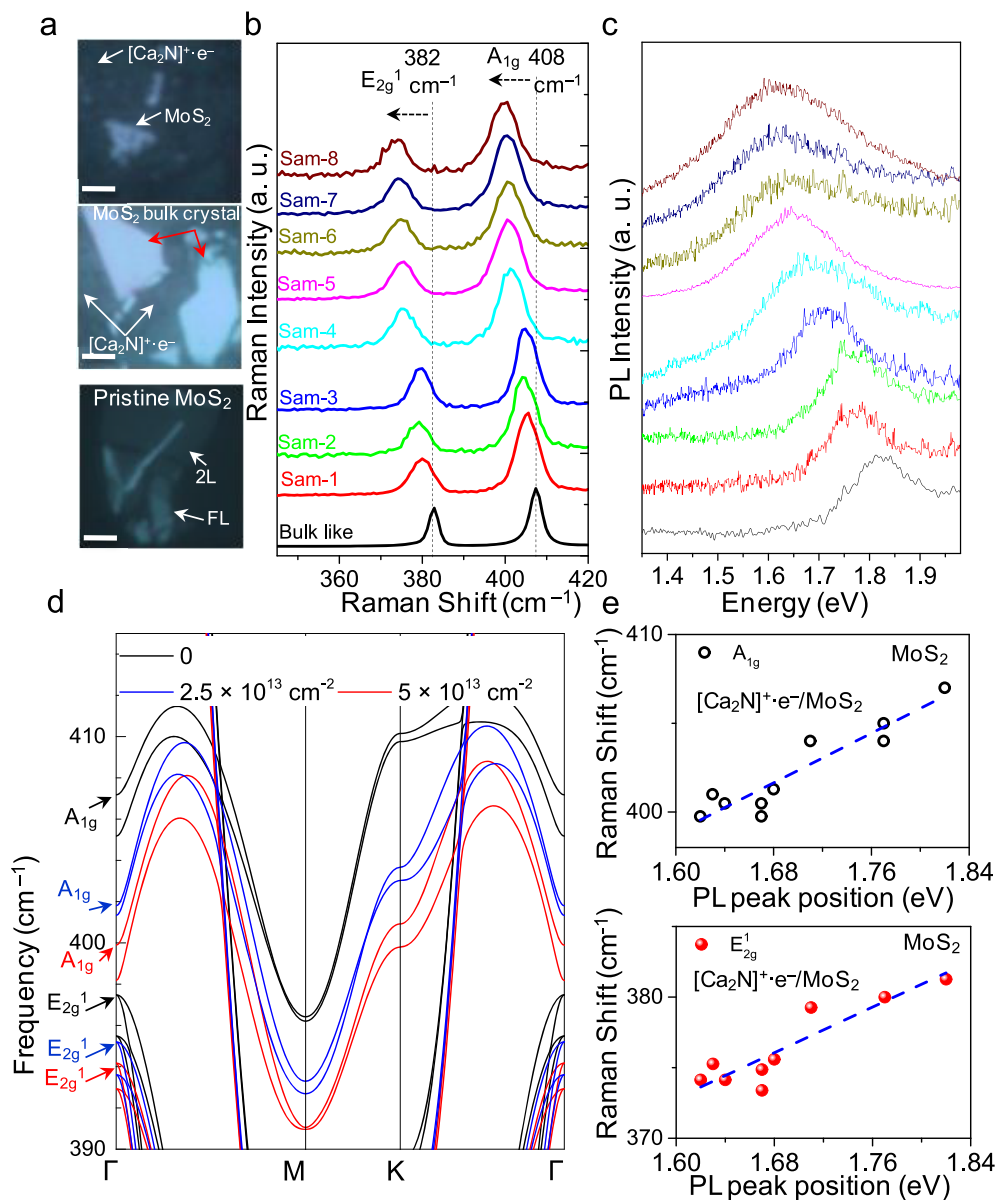 a
[Ca₂N]⁺·e⁻
MoS₂
MoS₂ bulk crystal
[Ca₂N]⁺·e⁻
Pristine MoS₂
2L
FL
b
382
A₁g 408
E₂g¹ cm⁻¹
cm⁻¹
Sam-8
Sam-7
Sam-6
Sam-5
Sam-4
Sam-3
Sam-2
Sam-1
Bulk like
Raman Intensity (a. u.)
360 380 400 420
Raman Shift (cm⁻¹)
c
PL Intensity (a. u.)
1.4 1.5 1.6 1.7 1.8 1.9
Energy (eV)
d
0
2.5 × 10¹³ cm⁻² 5 × 10¹³ cm⁻²
410
A₁g
A₁g
400
A₁g
E₂g¹
E₂g¹
E₂g¹
390
Frequency (cm⁻¹)
Γ M K Γ
e
410
A₁g MoS₂
[Ca₂N]⁺·e⁻/MoS₂
400
Raman Shift (cm⁻¹)
1.60 1.68 1.76 1.84
PL peak position (eV)
E¹₂g MoS₂
[Ca₂N]⁺·e⁻/MoS₂
380
370
Raman Shift (cm⁻¹)
1.60 1.68 1.76 1.84
PL peak position (eV)